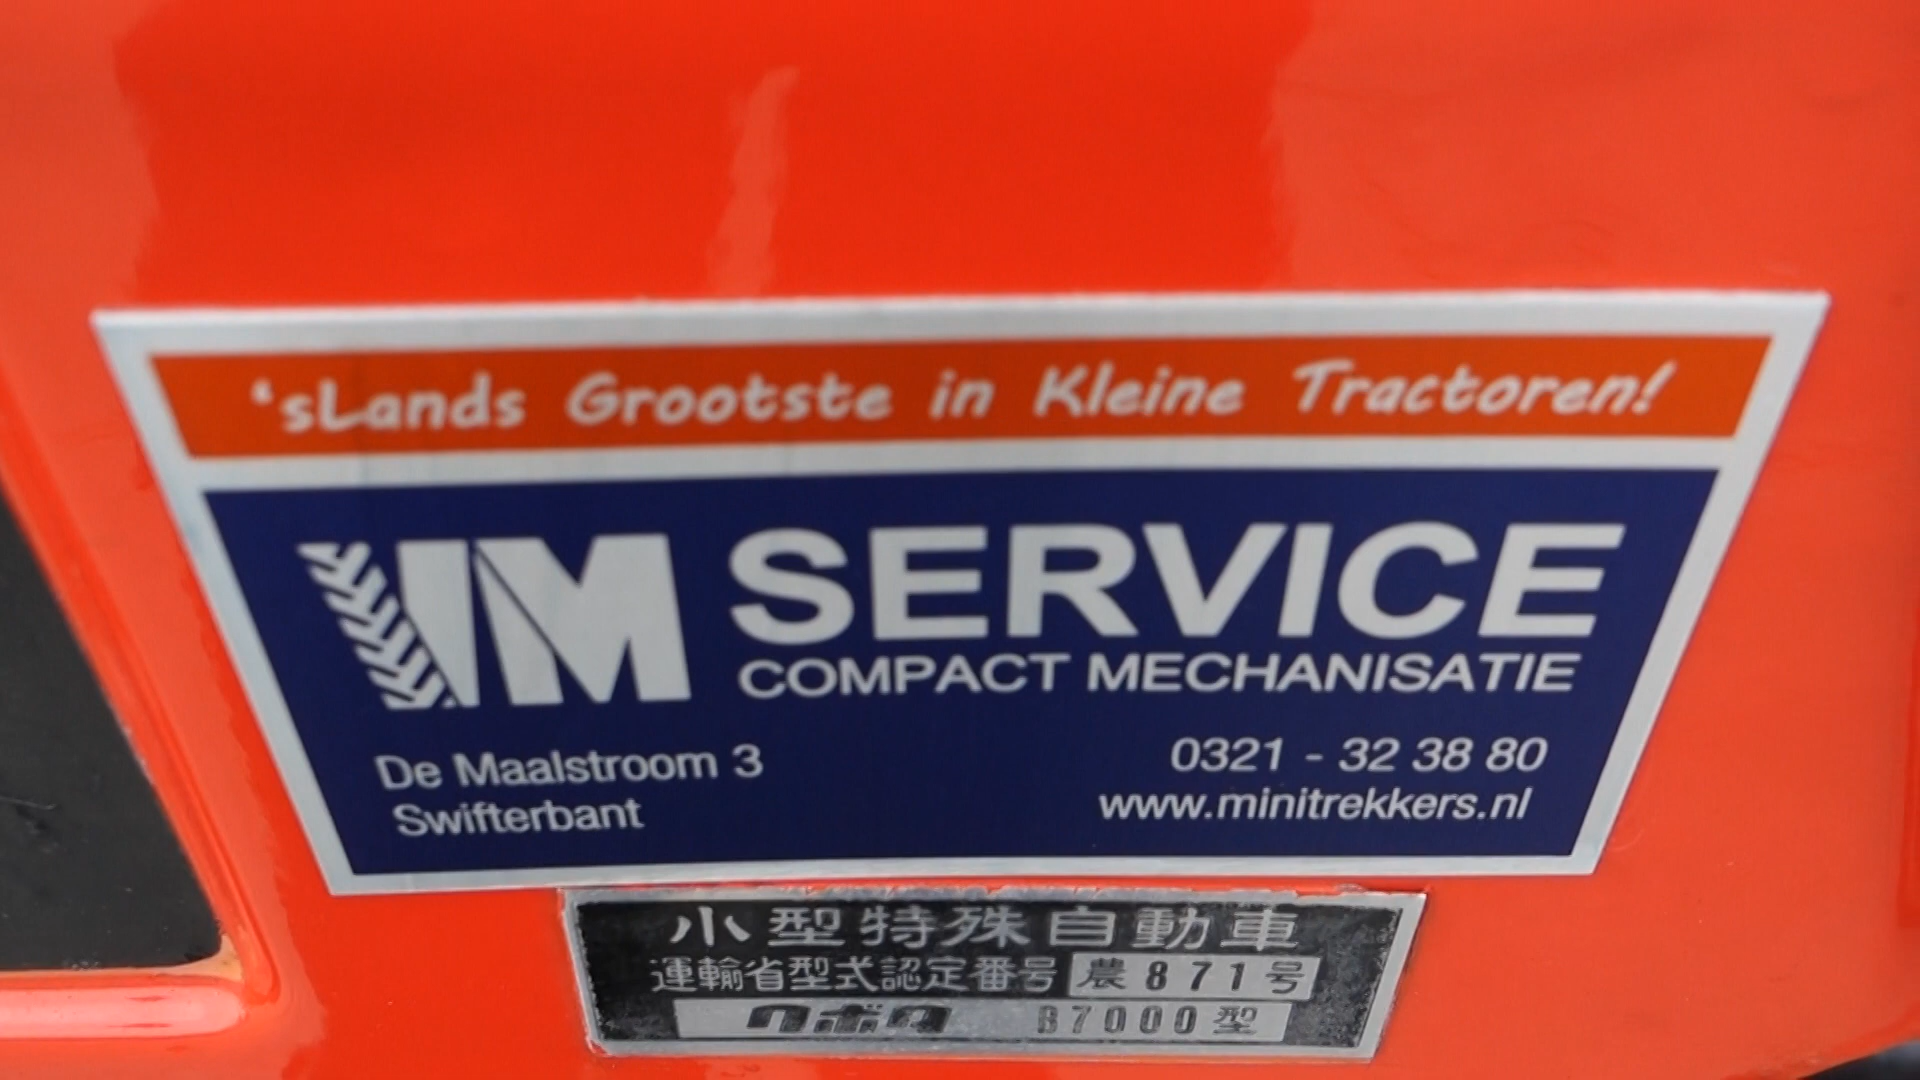 'sLands Grootste in Kleine Tractoren!
VM SERVICE
COMPACT MECHANISATIE
De Maalstroom 3
Swifterbant
0321 - 32 38 80
www.minitrekkers.nl
小型特殊自動車
運輸省型式認定番号 農871号
クボタ B7000型